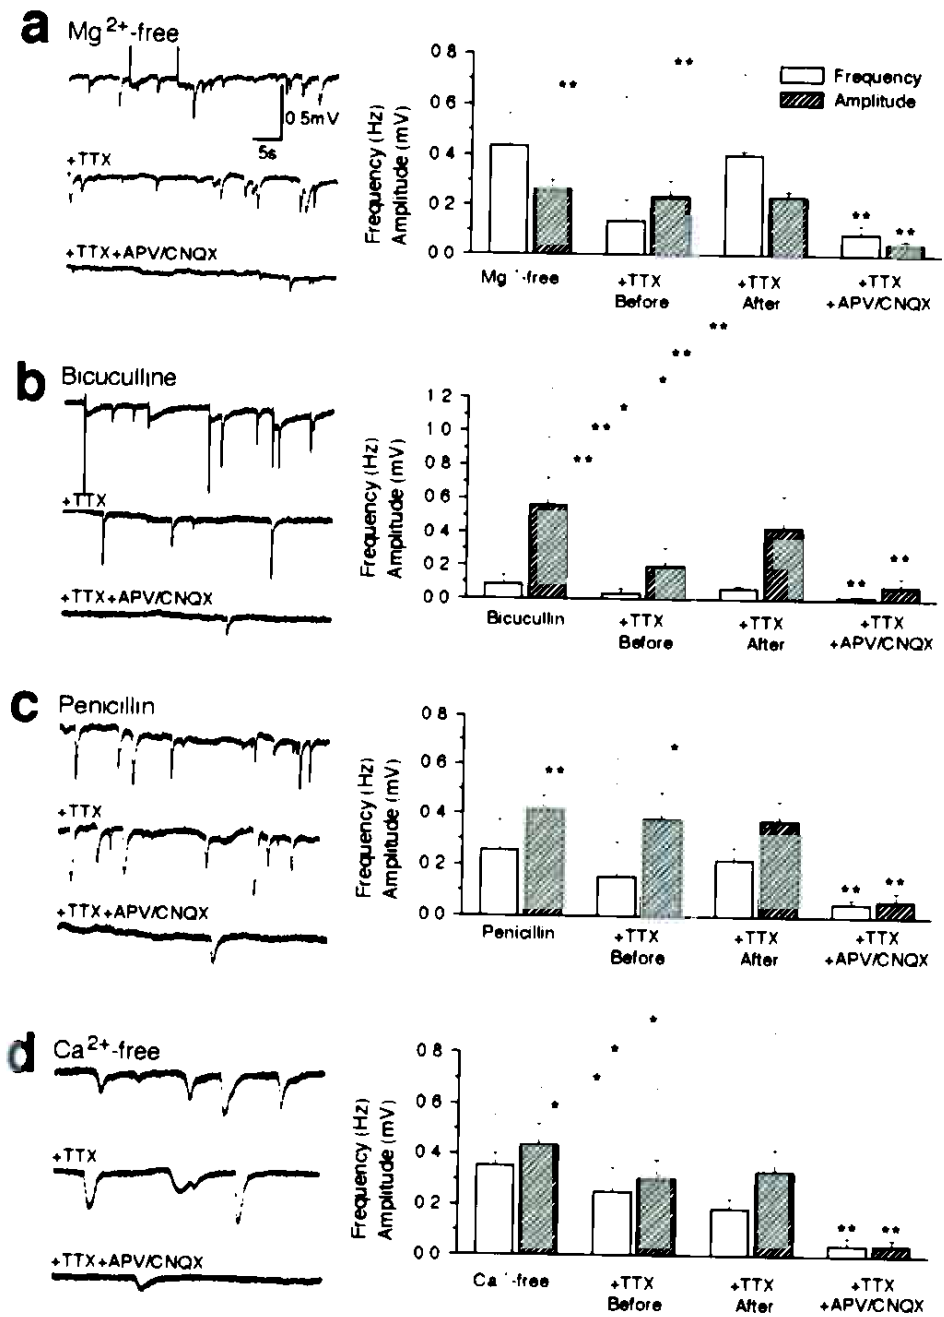 a
Mg2+-free
0 5mV
5s
+TTX
+TTX+APV/CNQX
Frequency (Hz)
Amplitude (mV)
0 8
0 6
0 4
0 2
0 0
**
**
Frequency
Amplitude
**
**
Mg -free
+TTX
Before
+TTX
After
+TTX
+APV/CNQX
b
Bicuculline
+TTX
+TTX+APV/CNQX
Frequency (Hz)
Amplitude (mV)
1 2
1 0
0 8
0 6
0 4
0 2
0 0
**
**
*
*
**
**
**
**
Bicucullin
+TTX
Before
+TTX
After
+TTX
+APV/CNQX
c
Penicillin
+TTX
+TTX+APV/CNQX
Frequency (Hz)
Amplitude (mV)
0 8
0 6
0 4
0 2
0 0
**
*
**
**
Penicillin
+TTX
Before
+TTX
After
+TTX
+APV/CNQX
d
Ca2+-free
+TTX
+TTX+APV/CNQX
Frequency (Hz)
Amplitude (mV)
0 8
0 6
0 4
0 2
0 0
*
*
*
*
**
**
Ca -free
+TTX
Before
+TTX
After
+TTX
+APV/CNQX